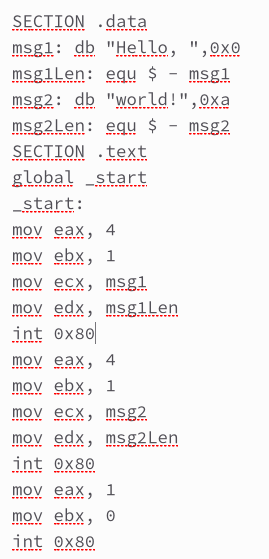 SECTION .data
msg1: db "Hello, ",0x0
msg1Len: equ $ - msg1
msg2: db "world!",0xa
msg2Len: equ $ - msg2
SECTION .text
global _start
_start:
mov eax, 4
mov ebx, 1
mov ecx, msg1
mov edx, msg1Len
int 0x80
mov eax, 4
mov ebx, 1
mov ecx, msg2
mov edx, msg2Len
int 0x80
mov eax, 1
mov ebx, 0
int 0x80